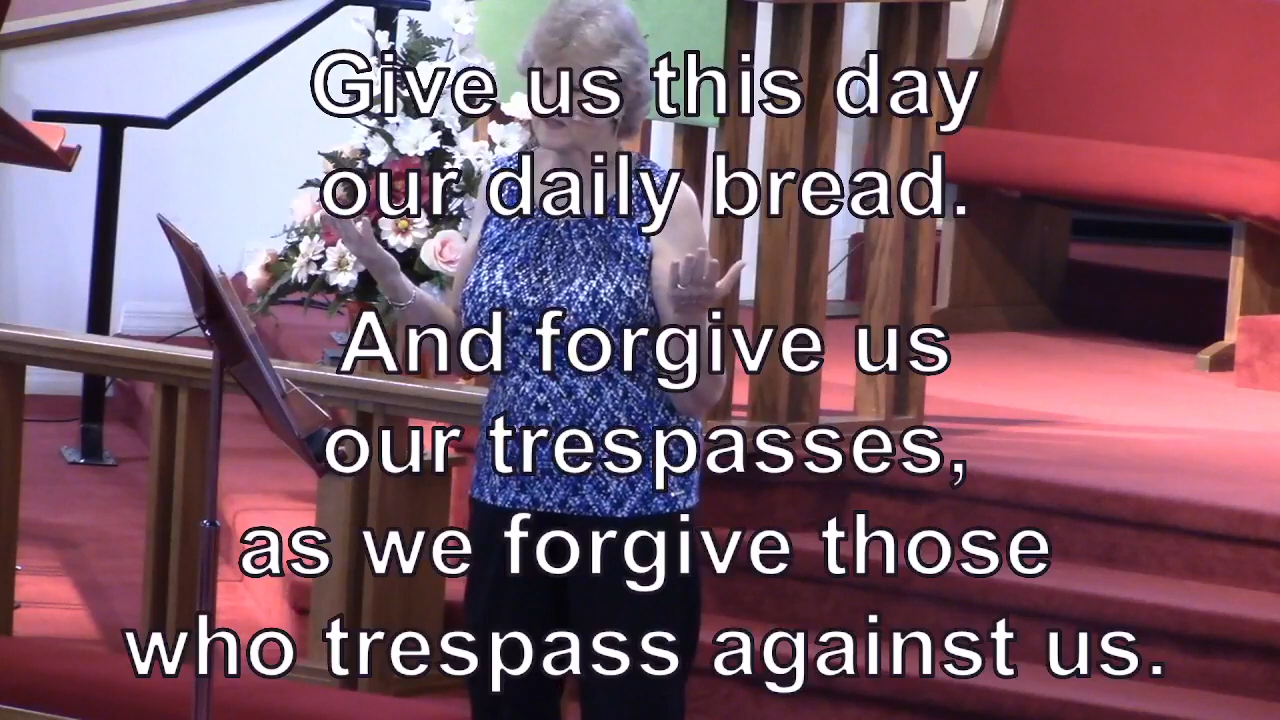 Give us this day
our daily bread.
And forgive us
our trespasses,
as we forgive those
who trespass against us.